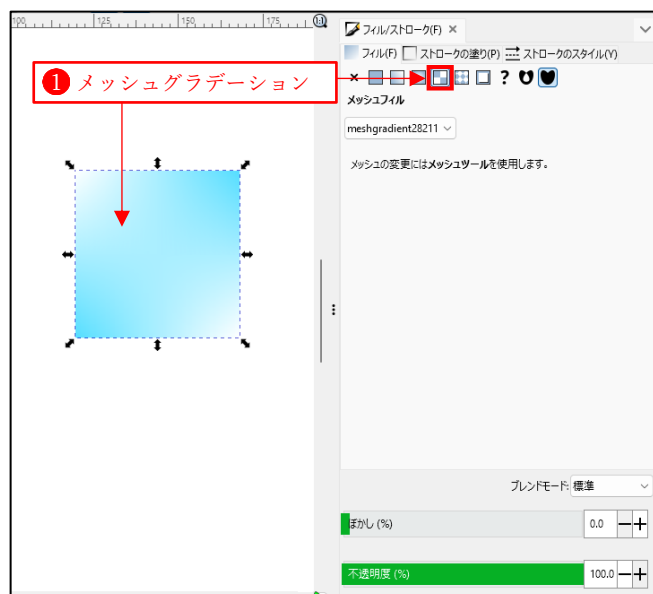 100 125 150 175 1:1
フィル/ストローク(F) ×
フィル(F) ストロークの塗り(P) ストロークのスタイル(Y)
1 メッシュグラデーション
?
メッシュフィル
meshgradient28211
メッシュの変更にはメッシュツールを使用します。
ブレンドモード: 標準
ぼかし (%) 0.0
不透明度 (%) 100.0